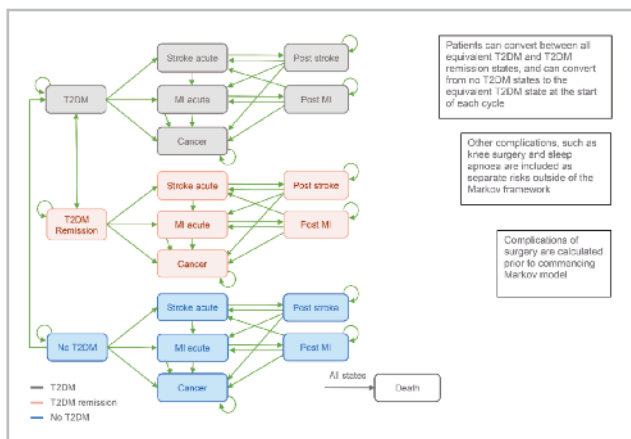 Stroke acute
Post stroke
T2DM
MI acute
Post MI
Cancer
Stroke acute
Post stroke
T2DM
Remission
MI acute
Post MI
Cancer
Stroke acute
Post stroke
No T2DM
MI acute
Post MI
Cancer
T2DM
T2DM remission
No T2DM
All states
Death
Patients can convert between all
equivalent T2DM and T2DM
remission states, and can convert
from no T2DM states to the
equivalent T2DM state at the start
of each cycle
Other complications, such as
knee surgery and sleep
apnoea are included as
separate risks outside of the
Markov framework
Complications of
surgery are calculated
prior to commencing
Markov model